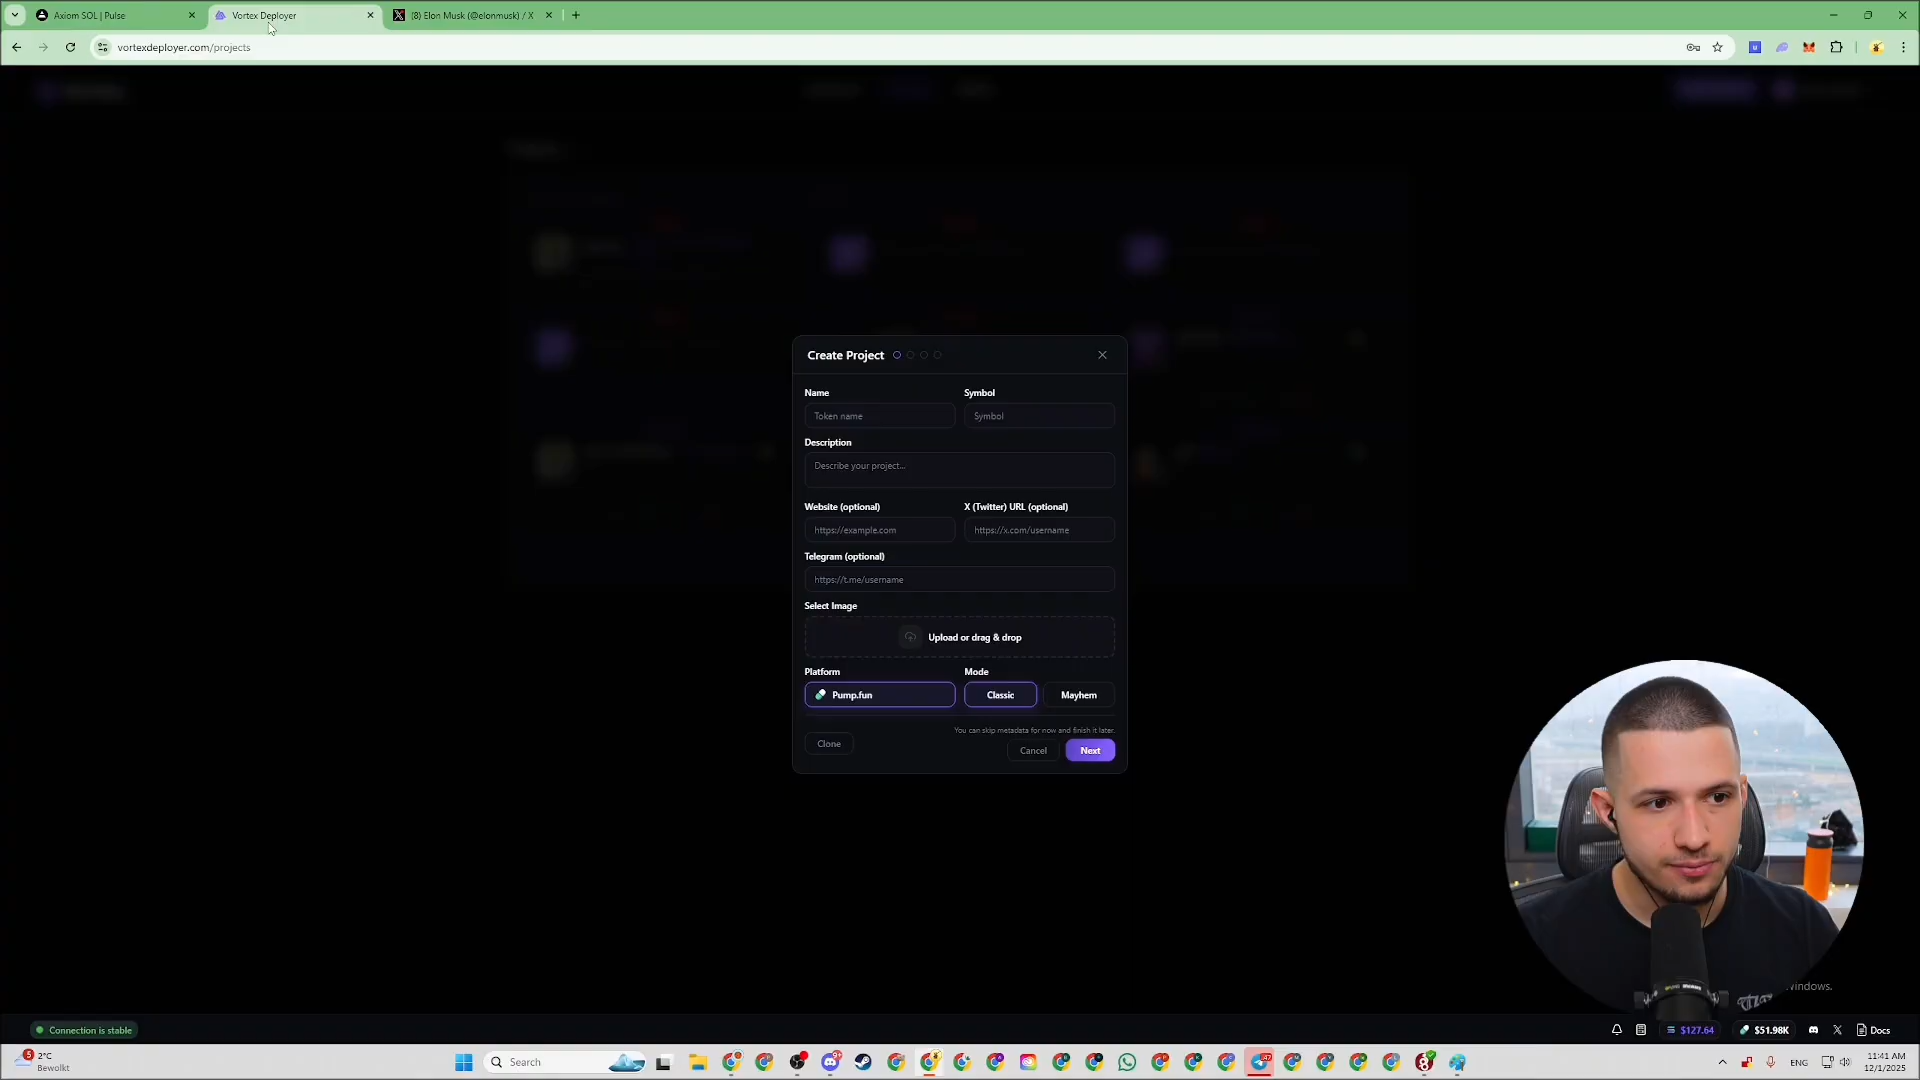 Axiom SOL | Pulse
Vortex Deployer
(8) Elon Musk (@elonmusk) / X
vortexdeployer.com/projects
Create Project
Name
Symbol
Token name
Symbol
Description
Describe your project...
Website (optional)
X (Twitter) URL (optional)
https://example.com
https://x.com/username
Telegram (optional)
https://t.me/username
Select Image
Upload or drag & drop
Platform
Mode
Pump.fun
Classic
Mayhem
You can skip metadata for now and finish it later.
Clone
Cancel
Next
Windows.
Connection is stable
$127.64
$51.98K
Docs
5
2°C
Bewolkt
Search
ENG
11:41 AM
12/1/2025